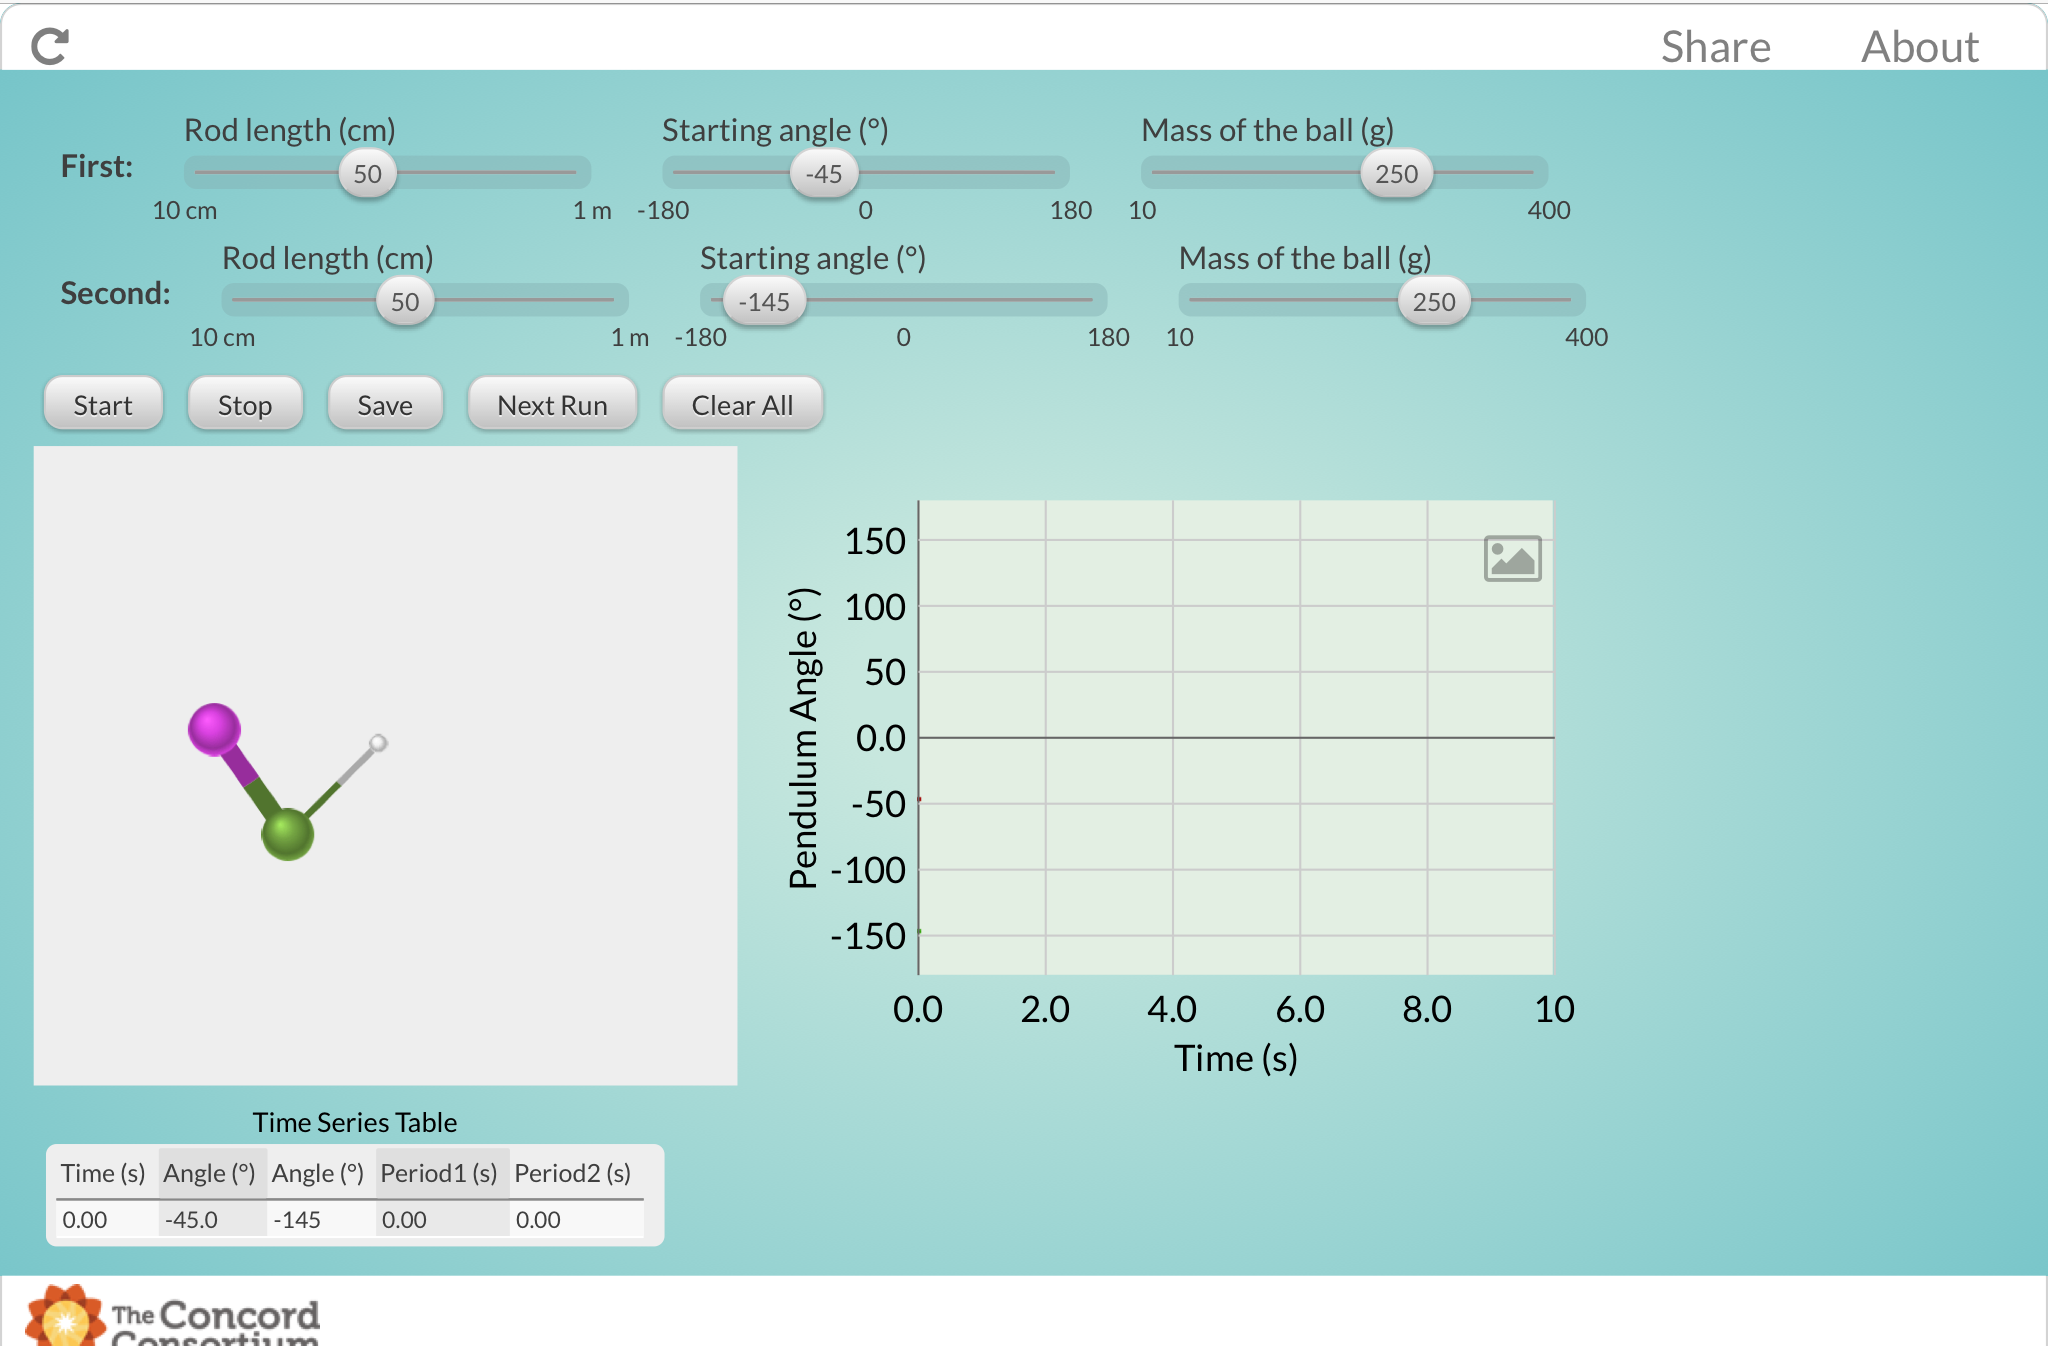 Share About
Rod length (cm) Starting angle (°) Mass of the ball (g)
First: 50 -45 250
10 cm 1 m -180 0 180 10 400
Rod length (cm) Starting angle (°) Mass of the ball (g)
Second: 50 -145 250
10 cm 1 m -180 0 180 10 400
Start Stop Save Next Run Clear All
150
100
50
0.0
-50
-100
-150
Pendulum Angle (°)
0.0 2.0 4.0 6.0 8.0 10
Time (s)
Time Series Table
Time (s) Angle (°) Angle (°) Period1 (s) Period2 (s)
0.00 -45.0 -145 0.00 0.00
The Concord
Consortium